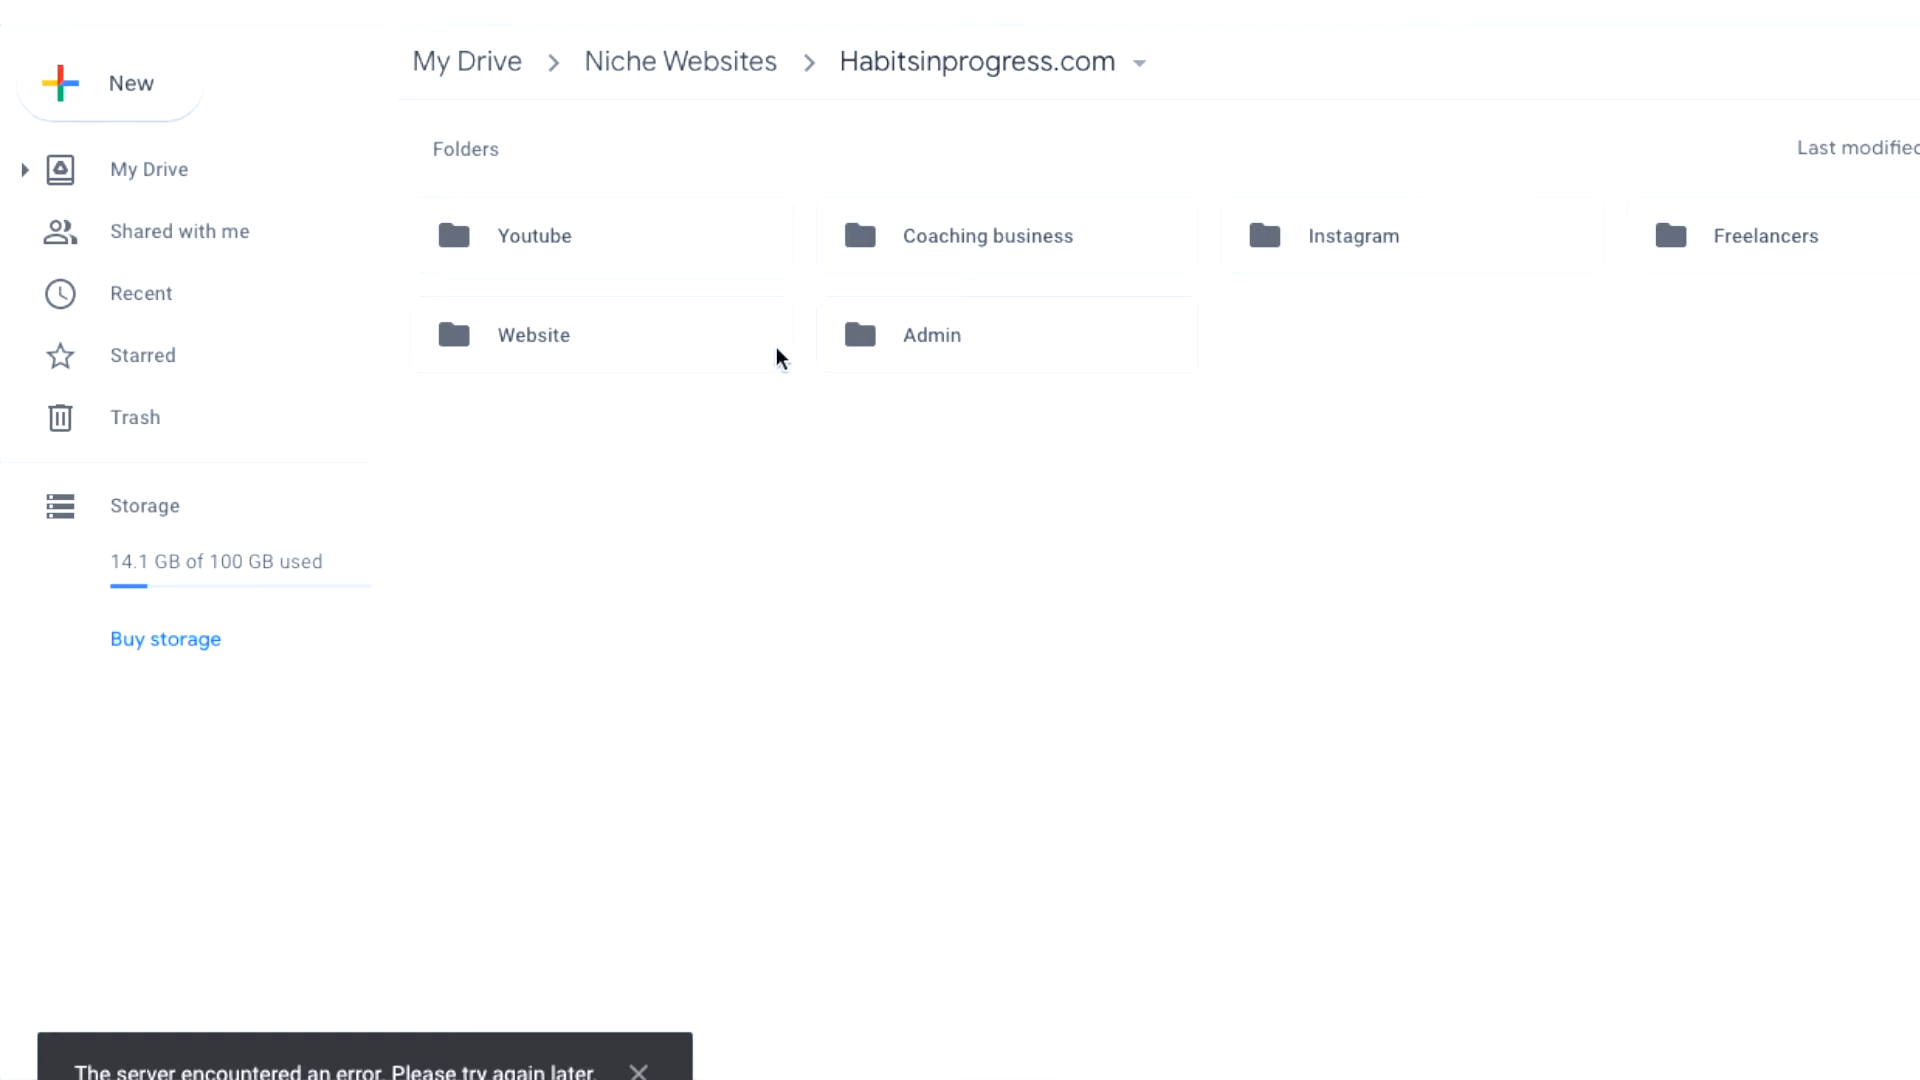 New
My Drive
Shared with me
Recent
Starred
Trash
Storage
14.1 GB of 100 GB used
Buy storage
My Drive > Niche Websites > Habitsinprogress.com
Folders
Last modified
Youtube
Coaching business
Instagram
Freelancers
Website
Admin
The server encountered an error. Please try again later.